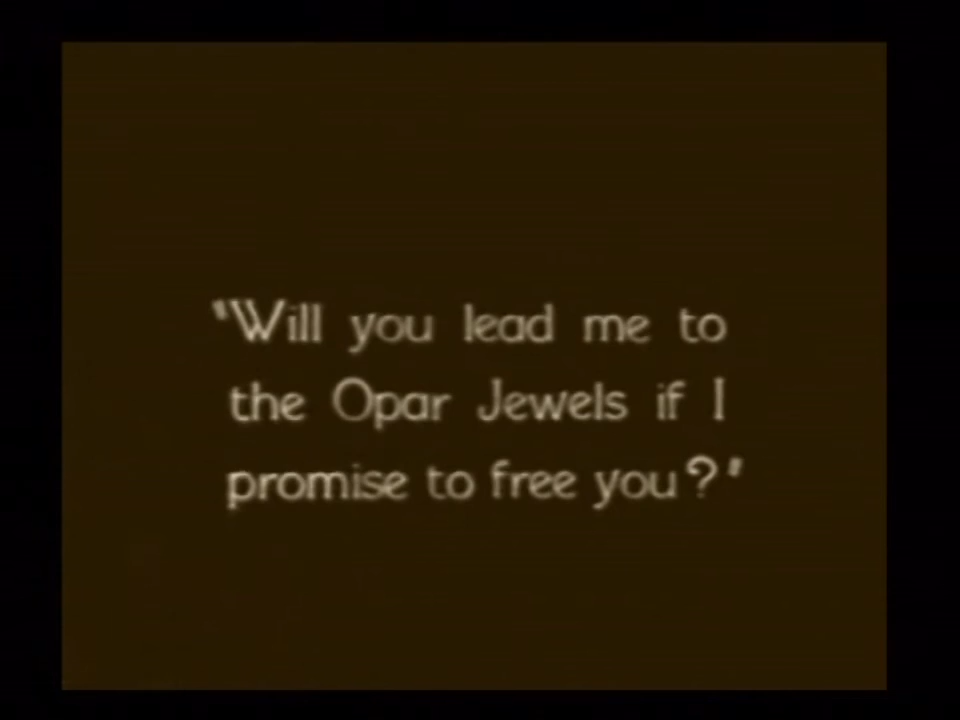 "Will you lead me to
the Opar Jewels if I
promise to free you?"